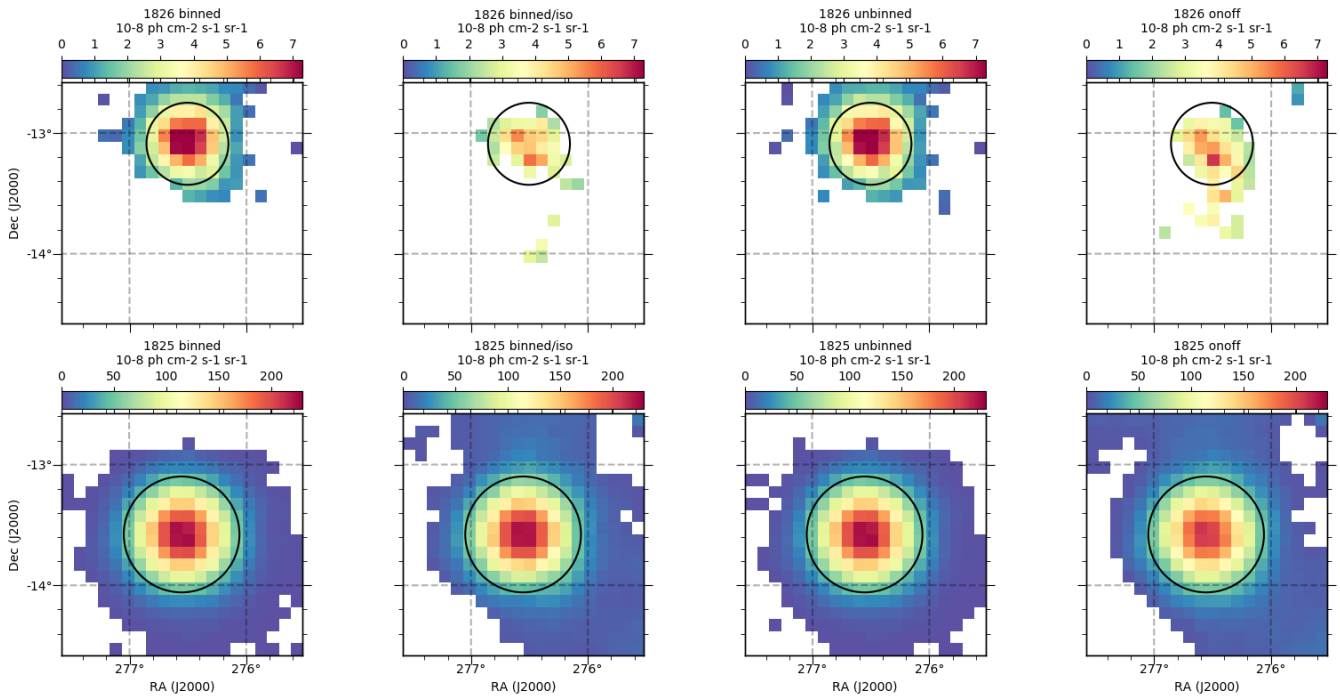 1826 binned
10-8 ph cm-2 s-1 sr-1
0 1 2 3 4 5 6 7
1826 binned/iso
10-8 ph cm-2 s-1 sr-1
0 1 2 3 4 5 6 7
1826 unbinned
10-8 ph cm-2 s-1 sr-1
0 1 2 3 4 5 6 7
1826 onoff
10-8 ph cm-2 s-1 sr-1
0 1 2 3 4 5 6 7
-13°
-14°
Dec (J2000)
1825 binned
10-8 ph cm-2 s-1 sr-1
0 50 100 150 200
1825 binned/iso
10-8 ph cm-2 s-1 sr-1
0 50 100 150 200
1825 unbinned
10-8 ph cm-2 s-1 sr-1
0 50 100 150 200
1825 onoff
10-8 ph cm-2 s-1 sr-1
0 50 100 150 200
-13°
-14°
Dec (J2000)
277° 276°
RA (J2000)
277° 276°
RA (J2000)
277° 276°
RA (J2000)
277° 276°
RA (J2000)